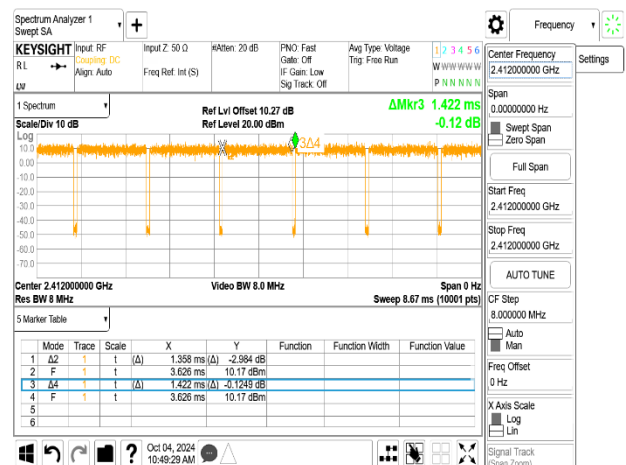 Spectrum Analyzer 1
Swept SA
Frequency
KEYSIGHT
Input: RF
Coupling: DC
Align: Auto
Input Z: 50 Ω
Freq Ref: Int (S)
#Atten: 20 dB
PNO: Fast
Gate: Off
IF Gain: Low
Sig Track: Off
Avg Type: Voltage
Trig: Free Run
1 2 3 4 5 6
W W W W W W
P N N N N N
RL
Center Frequency
2.412000000 GHz
Settings
Span
0.00000000 Hz
Swept Span
Zero Span
Full Span
Start Freq
2.412000000 GHz
Stop Freq
2.412000000 GHz
AUTO TUNE
CF Step
8.000000 MHz
Auto
Man
Freq Offset
0 Hz
X Axis Scale
Log
Lin
Signal Track
(Span Zoom)
1 Spectrum
Scale/Div 10 dB
Ref Lvl Offset 10.27 dB
Ref Level 20.00 dBm
ΔMkr3 1.422 ms
-0.12 dB
Log
10.0
0.00
-10.0
-20.0
-30.0
-40.0
-50.0
-60.0
-70.0
3Δ4
Center 2.412000000 GHz
Res BW 8 MHz
Video BW 8.0 MHz
Span 0 Hz
Sweep 8.67 ms (10001 pts)
5 Marker Table
Mode Trace Scale X Y Function Function Width Function Value
1 Δ2 1 t (Δ) 1.358 ms (Δ) -2.984 dB
2 F 1 t 3.626 ms 10.17 dBm
3 Δ4 1 t (Δ) 1.422 ms (Δ) -0.1249 dB
4 F 1 t 3.626 ms 10.17 dBm
5
6
?
Oct 04, 2024
10:49:29 AM